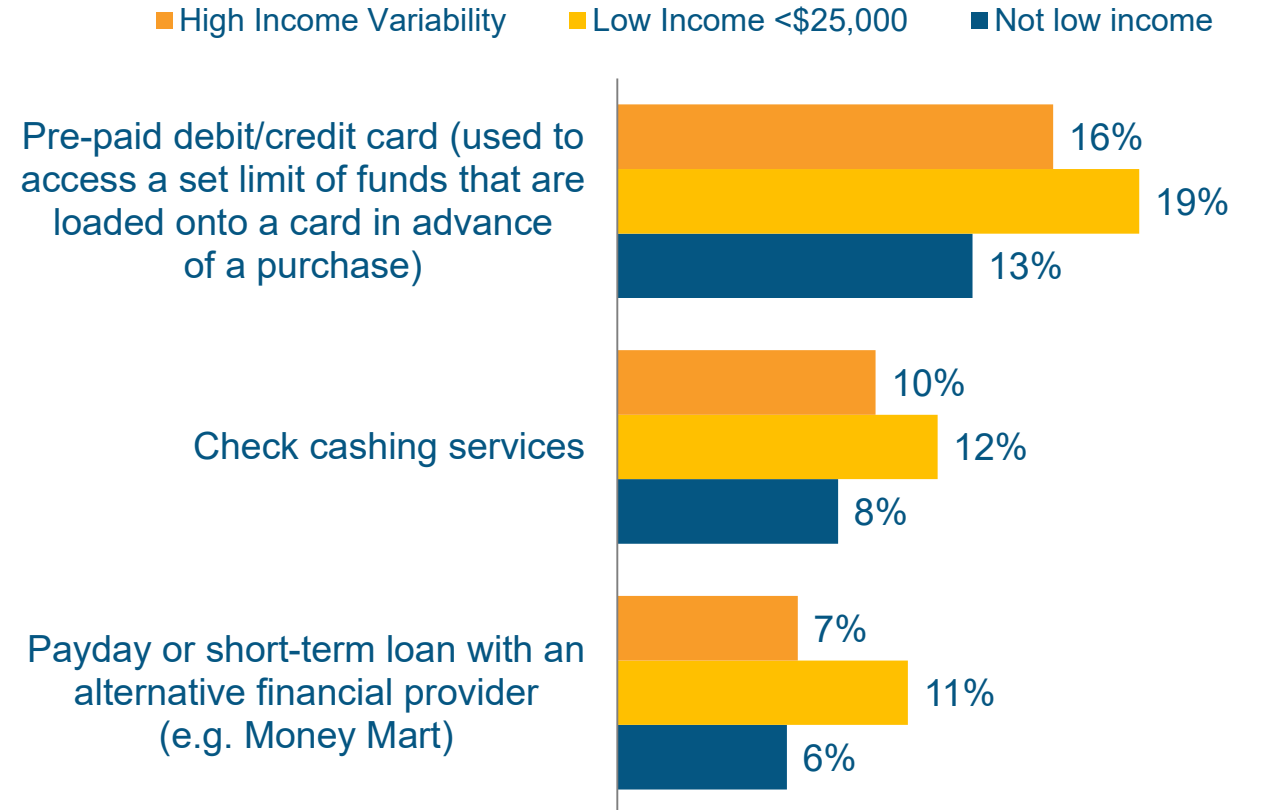 High Income Variability Low Income <$25,000 Not low income
Pre-paid debit/credit card (used to
access a set limit of funds that are
loaded onto a card in advance
of a purchase)
16%
19%
13%
Check cashing services
10%
12%
8%
Payday or short-term loan with an
alternative financial provider
(e.g. Money Mart)
7%
11%
6%